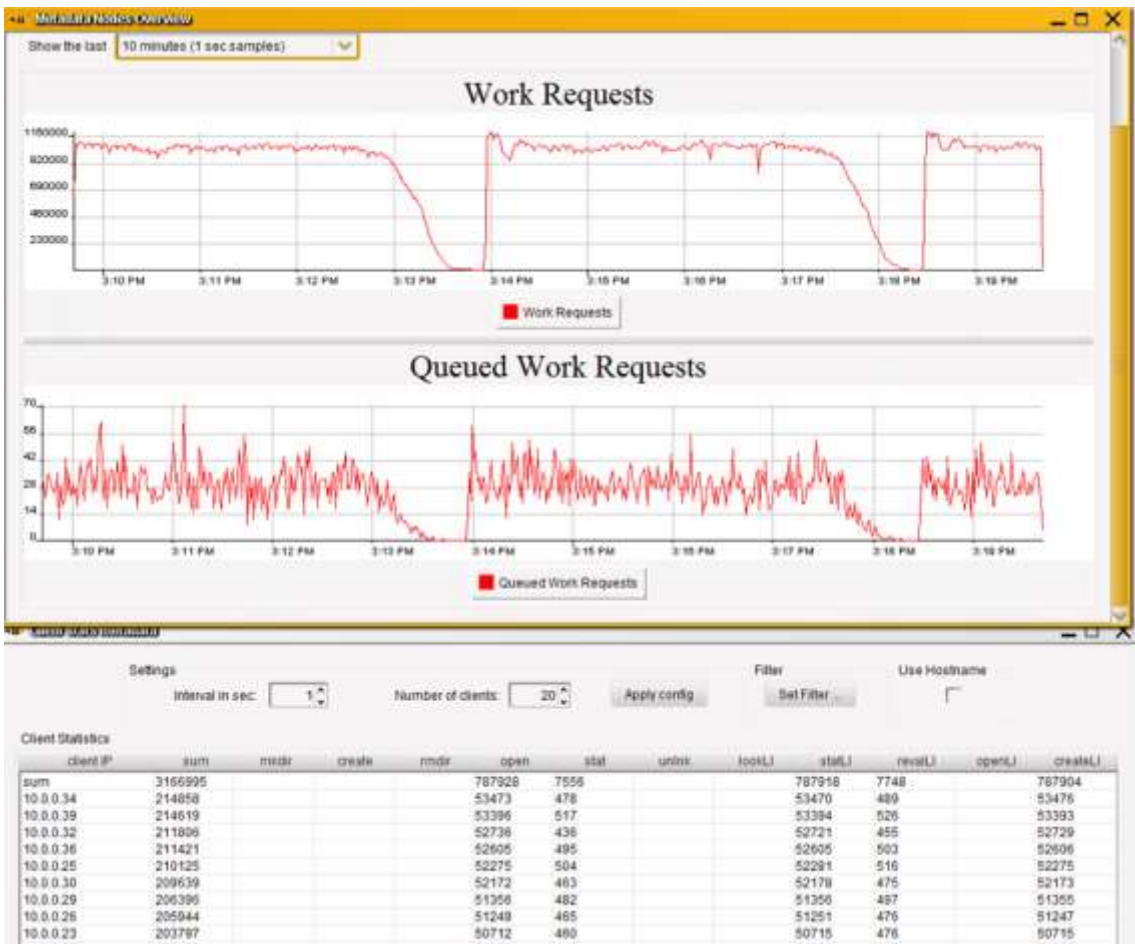 Metadata Nodes Overview
Show the last 10 minutes (1 sec samples)
Work Requests
1150000
920000
690000
460000
230000
3:10 PM 3:11 PM 3:12 PM 3:13 PM 3:14 PM 3:15 PM 3:16 PM 3:17 PM 3:18 PM 3:19 PM
Work Requests
Queued Work Requests
70
56
42
28
14
0
3:10 PM 3:11 PM 3:12 PM 3:13 PM 3:14 PM 3:15 PM 3:16 PM 3:17 PM 3:18 PM 3:19 PM
Queued Work Requests
Settings Filter Use Hostname
Interval in sec: 1 Number of clients: 20 Apply config Set Filter ...
Client Statistics
client IP sum mkdir create rmdir open stat unlink lookLI statLI revalLI openLI createLI
sum 3166995 787928 7556 787918 7748 787904
10.0.0.34 214858 53473 478 53470 489 53476
10.0.0.39 214619 53396 517 53394 526 53393
10.0.0.32 211806 52736 436 52721 455 52729
10.0.0.36 211421 52605 495 52605 503 52606
10.0.0.25 210125 52275 504 52281 516 52275
10.0.0.30 209639 52172 463 52178 475 52173
10.0.0.29 206396 51356 482 51356 497 51355
10.0.0.26 205944 51249 465 51251 476 51247
10.0.0.23 203797 50712 460 50715 476 50715